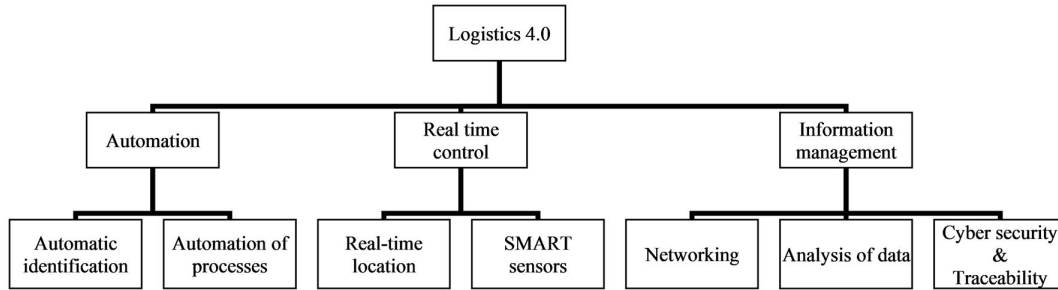 Logistics 4.0
Automation
Real time
control
Information
management
Automatic
identification
Automation of
processes
Real-time
location
SMART
sensors
Networking
Analysis of data
Cyber security
&
Traceability